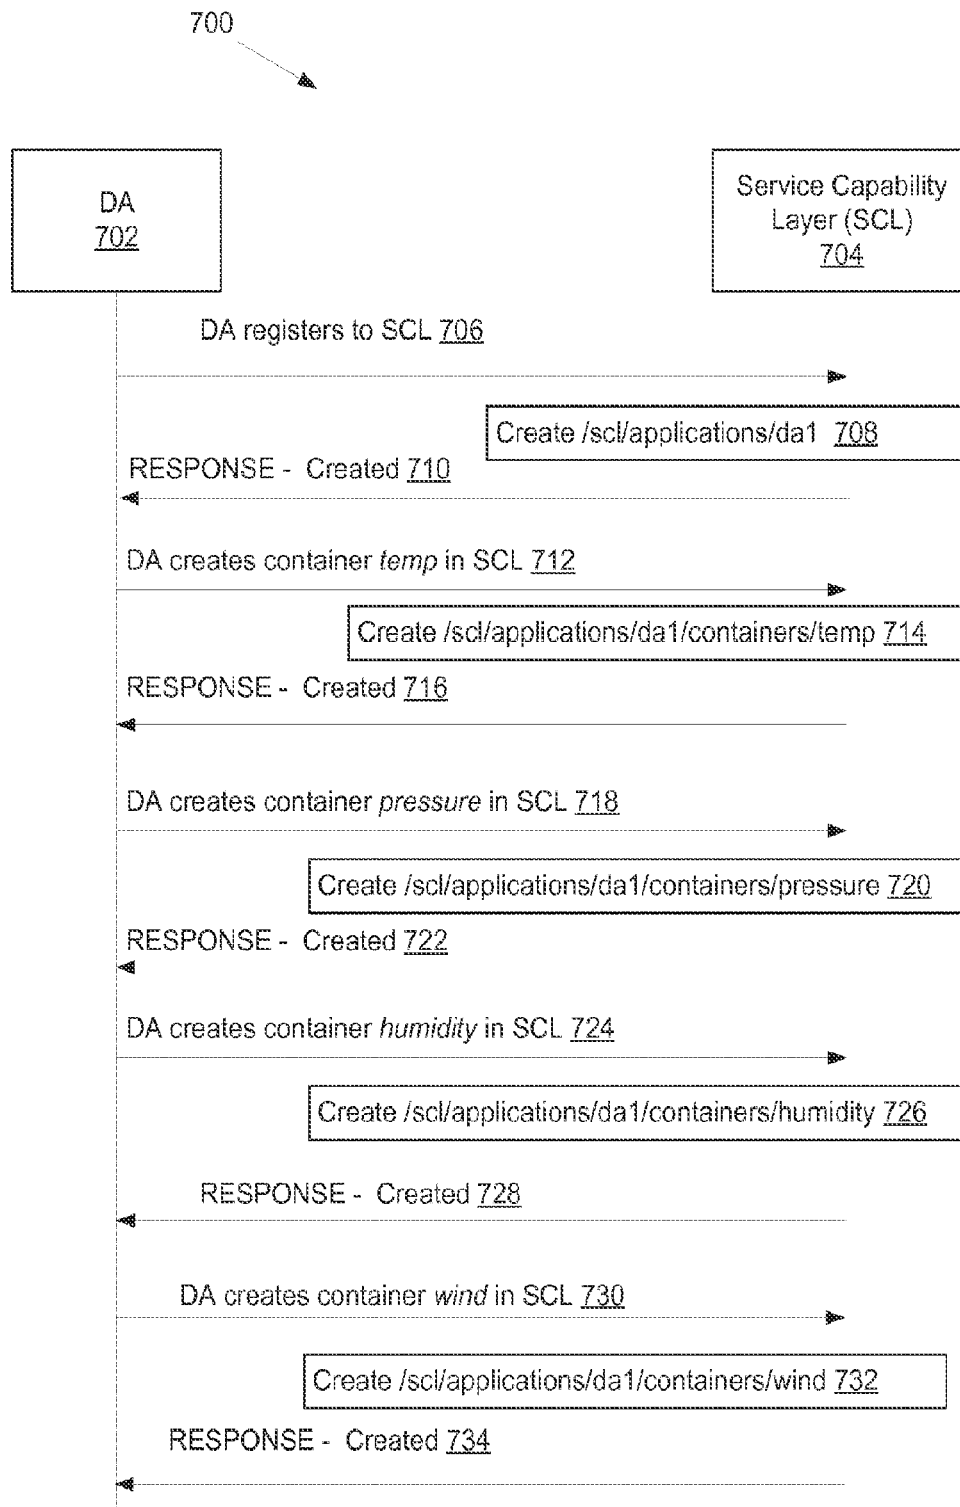 700
DA
702
Service Capability
Layer (SCL)
704
DA registers to SCL 706
Create /scl/applications/da1 708
RESPONSE - Created 710
DA creates container temp in SCL 712
Create /scl/applications/da1/containers/temp 714
RESPONSE - Created 716
DA creates container pressure in SCL 718
Create /scl/applications/da1/containers/pressure 720
RESPONSE - Created 722
DA creates container humidity in SCL 724
Create /scl/applications/da1/containers/humidity 726
RESPONSE - Created 728
DA creates container wind in SCL 730
Create /scl/applications/da1/containers/wind 732
RESPONSE - Created 734